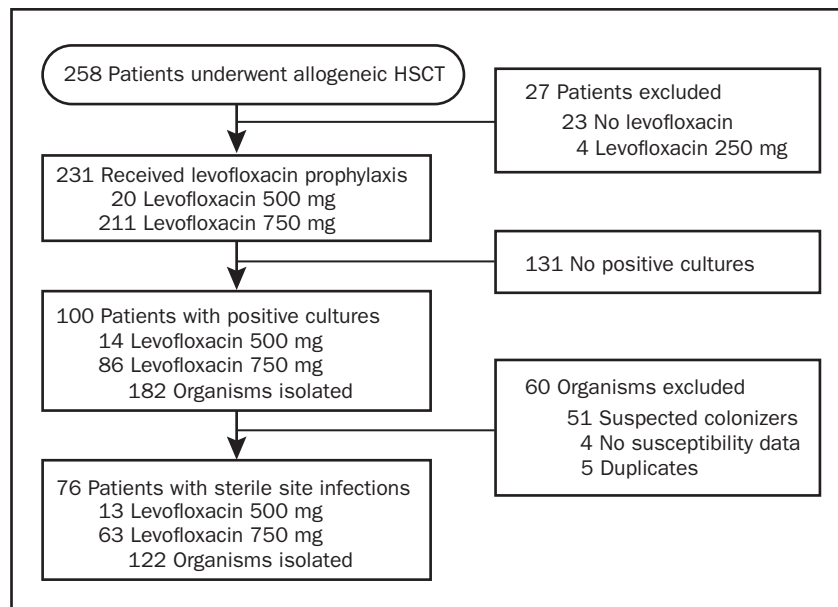 258 Patients underwent allogeneic HSCT
27 Patients excluded
23 No levofloxacin
4 Levofloxacin 250 mg
231 Received levofloxacin prophylaxis
20 Levofloxacin 500 mg
211 Levofloxacin 750 mg
131 No positive cultures
100 Patients with positive cultures
14 Levofloxacin 500 mg
86 Levofloxacin 750 mg
182 Organisms isolated
60 Organisms excluded
51 Suspected colonizers
4 No susceptibility data
5 Duplicates
76 Patients with sterile site infections
13 Levofloxacin 500 mg
63 Levofloxacin 750 mg
122 Organisms isolated